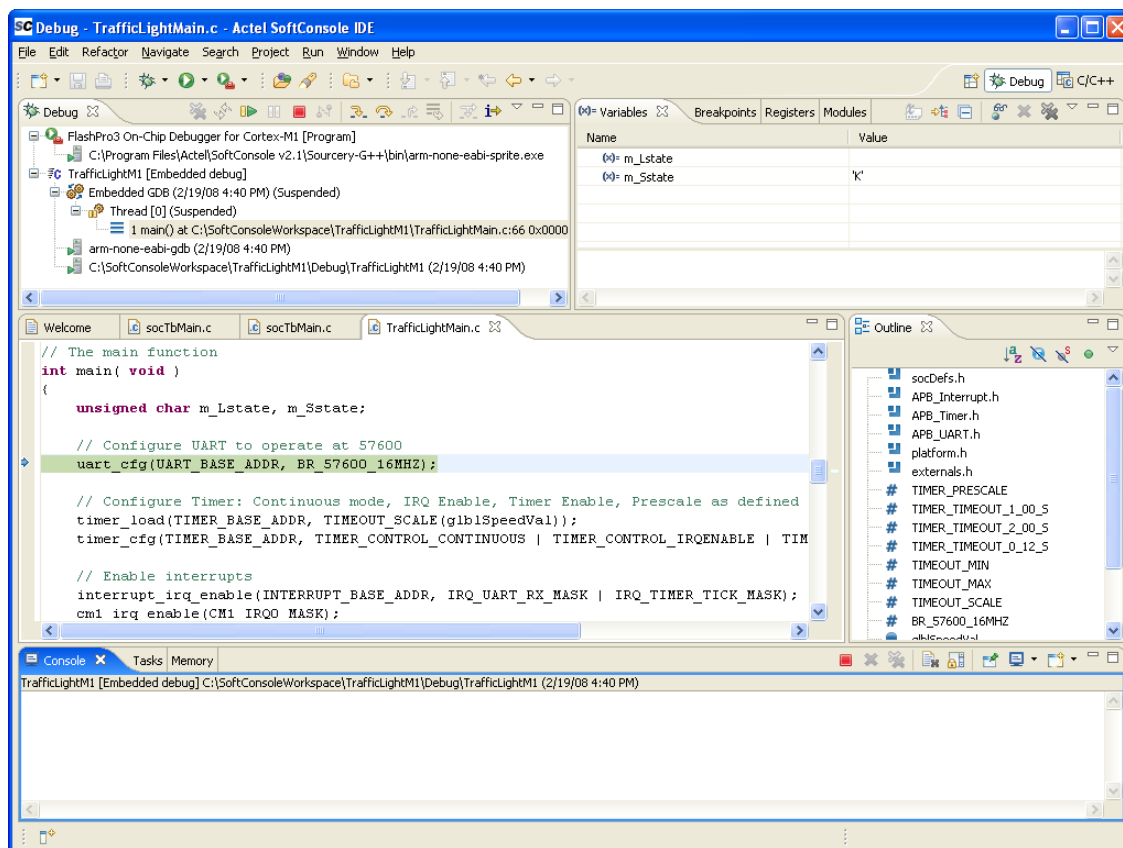 Debug - TrafficLightMain.c - Actel SoftConsole IDE
File Edit Refactor Navigate Search Project Run Window Help
Debug C/C++
Debug
FlashPro3 On-Chip Debugger for Cortex-M1 [Program]
C:\Program Files\Actel\SoftConsole v2.1\Sourcery-G++\bin\arm-none-eabi-sprite.exe
TrafficLightM1 [Embedded debug]
Embedded GDB (2/19/08 4:40 PM) (Suspended)
Thread [0] (Suspended)
1 main() at C:\SoftConsoleWorkspace\TrafficLightM1\TrafficLightMain.c:66 0x0000
arm-none-eabi-gdb (2/19/08 4:40 PM)
C:\SoftConsoleWorkspace\TrafficLightM1\Debug\TrafficLightM1 (2/19/08 4:40 PM)
(x)= Variables Breakpoints Registers Modules
Name Value
(x)= m_Lstate
(x)= m_Sstate 'K'
Welcome socTbMain.c socTbMain.c TrafficLightMain.c
// The main function
int main( void )
{
unsigned char m_Lstate, m_Sstate;
// Configure UART to operate at 57600
uart_cfg(UART_BASE_ADDR, BR_57600_16MHZ);
// Configure Timer: Continuous mode, IRQ Enable, Timer Enable, Prescale as defined
timer_load(TIMER_BASE_ADDR, TIMEOUT_SCALE(glblSpeedVal));
timer_cfg(TIMER_BASE_ADDR, TIMER_CONTROL_CONTINUOUS | TIMER_CONTROL_IRQENABLE | TIM
// Enable interrupts
interrupt_irq_enable(INTERRUPT_BASE_ADDR, IRQ_UART_RX_MASK | IRQ_TIMER_TICK_MASK);
cm1_irq_enable(CM1_IRQ0_MASK);
Outline
socDefs.h
APB_Interrupt.h
APB_Timer.h
APB_UART.h
platform.h
externals.h
# TIMER_PRESCALE
# TIMER_TIMEOUT_1_00_S
# TIMER_TIMEOUT_2_00_S
# TIMER_TIMEOUT_0_12_S
# TIMEOUT_MIN
# TIMEOUT_MAX
# TIMEOUT_SCALE
# BR_57600_16MHZ
glblSpeedVal
Console Tasks Memory
TrafficLightM1 [Embedded debug] C:\SoftConsoleWorkspace\TrafficLightM1\Debug\TrafficLightM1 (2/19/08 4:40 PM)